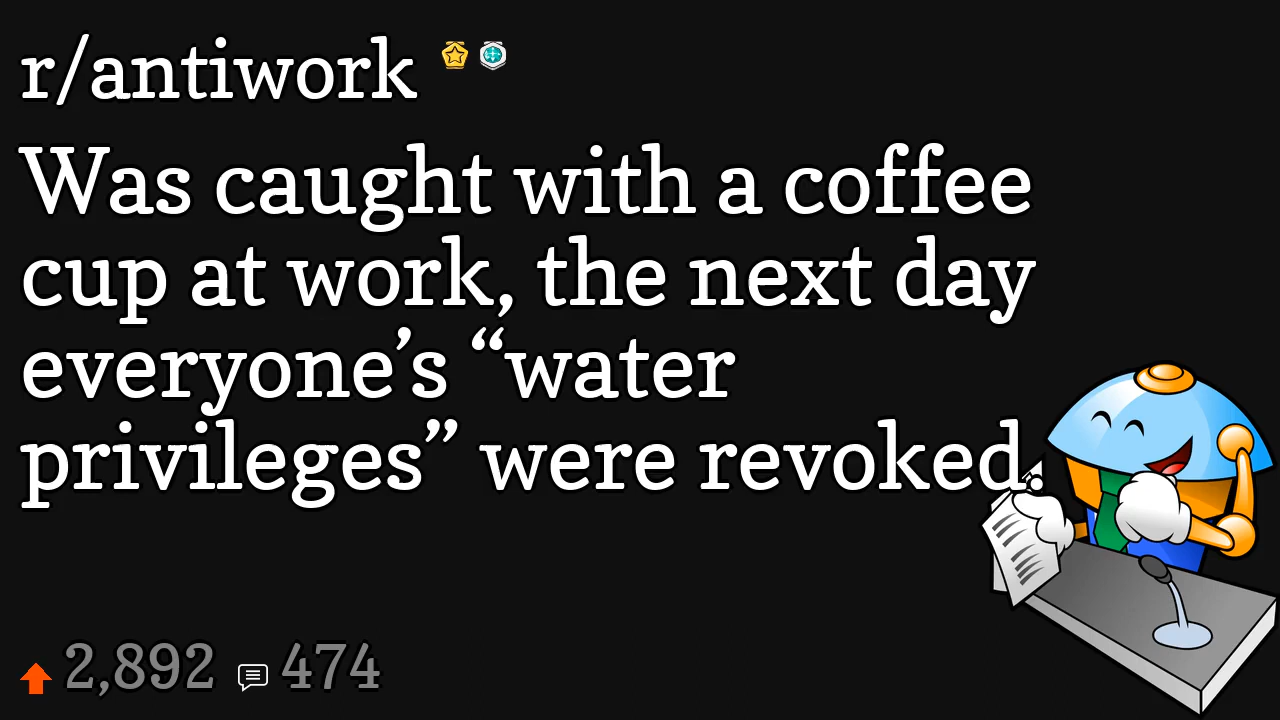 r/antiwork
Was caught with a coffee
cup at work, the next day
everyone’s “water
privileges” were revoked.
2,892 474